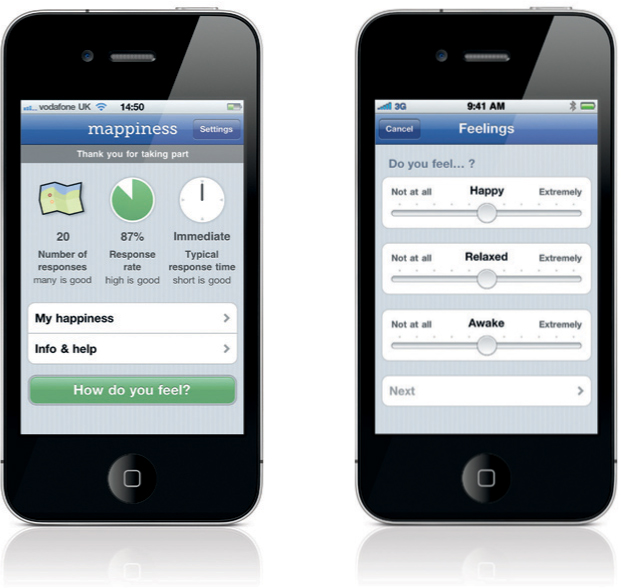 vodafone UK 14:50
mappiness Settings
Thank you for taking part
20 87% Immediate
Number of Response Typical
responses rate response time
many is good high is good short is good
My happiness
Info & help
How do you feel?
3G 9:41 AM
Cancel Feelings
Do you feel... ?
Not at all Happy Extremely
Not at all Relaxed Extremely
Not at all Awake Extremely
Next